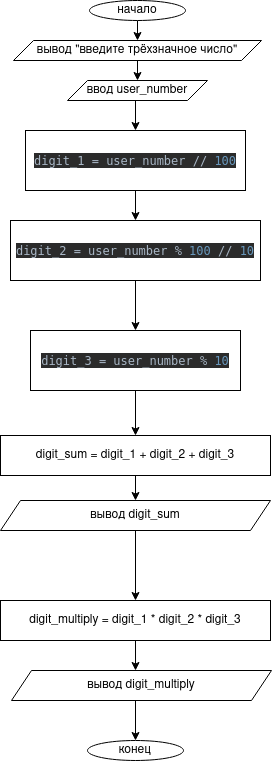 начало
вывод "введите трёхзначное число"
ввод user_number
digit_1 = user_number // 100
digit_2 = user_number % 100 // 10
digit_3 = user_number % 10
digit_sum = digit_1 + digit_2 + digit_3
вывод digit_sum
digit_multiply = digit_1 * digit_2 * digit_3
вывод digit_multiply
конец